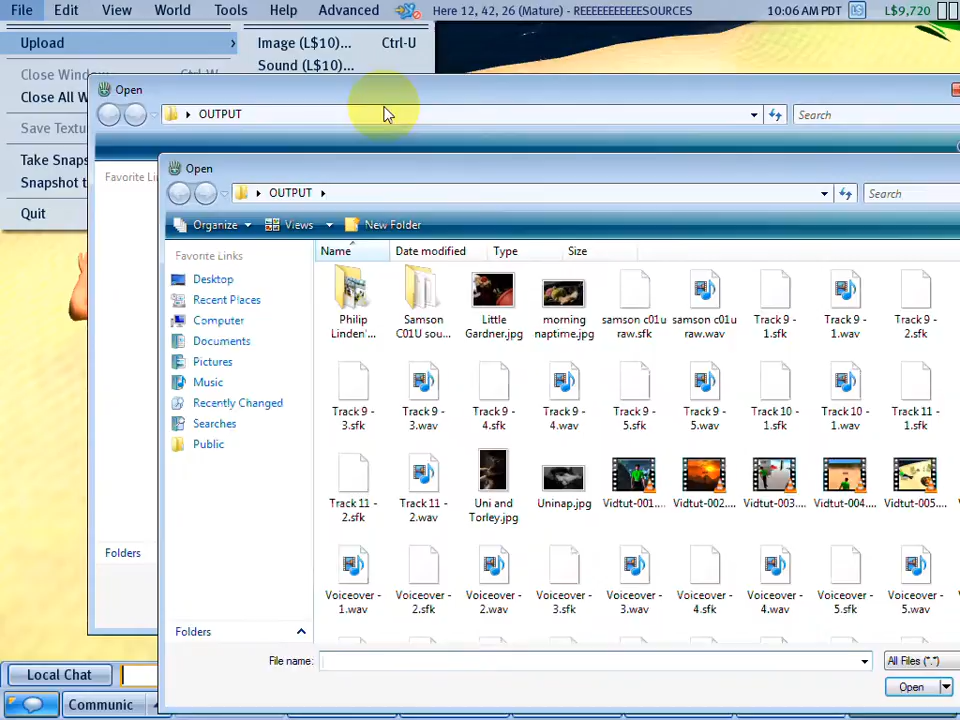 File Edit View World Tools Help Advanced Here 12, 42, 26 (Mature) - REEEEEEEEEESOURCES 10:06 AM PDT LS L$9,720
Upload > Image (L$10)... Ctrl-U
Sound (L$10)...
Close All
Save
Take
Snapshot
Quit
Open
OUTPUT Search
Favorite
Folders
Open
OUTPUT Search
Organize Views New Folder
Favorite Links
Desktop
Recent Places
Computer
Documents
Pictures
Music
Recently Changed
Searches
Public
Folders
Name Date modified Type Size
Philip Little morning samson c01u samson c01u Track 9 - Track 9 - Track 9 -
Linden'... Gardner.jpg naptime.jpg raw.sfk raw.wav 1.sfk 1.wav 2.sfk
Samson
C01U sou...
Track 9 - Track 9 - Track 9 - Track 9 - Track 9 - Track 9 - Track 10 - Track 10 - Track 11 -
3.sfk 3.wav 4.sfk 4.wav 5.sfk 5.wav 1.sfk 1.wav 1.sfk
Track 11 - Track 11 - Uni and Uninap.jpg Vidtut-001.... Vidtut-002.... Vidtut-003.... Vidtut-004.... Vidtut-005....
2.sfk 2.wav Torley.jpg
Voiceover - Voiceover - Voiceover - Voiceover - Voiceover - Voiceover - Voiceover - Voiceover - Voiceover -
1.wav 2.sfk 2.wav 3.sfk 3.wav 4.sfk 4.wav 5.sfk 5.wav
File name: All Files (*.*)
Open
Local Chat
Communic